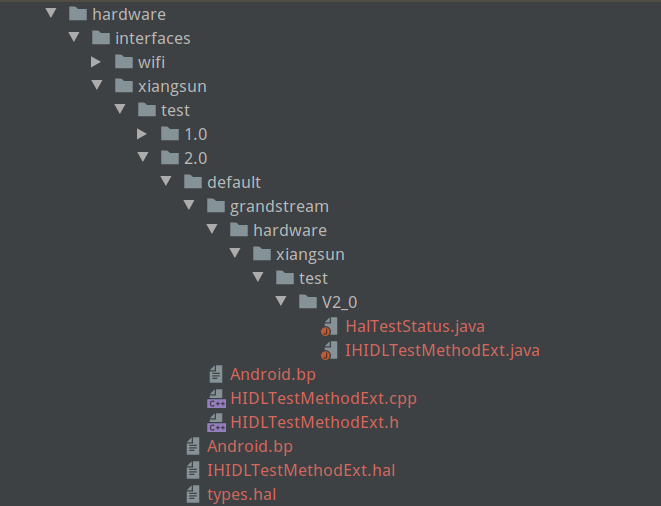 hardware
interfaces
wifi
xiangsun
test
1.0
2.0
default
grandstream
hardware
xiangsun
test
V2_0
HalTestStatus.java
IHIDLTestMethodExt.java
Android.bp
HIDLTestMethodExt.cpp
HIDLTestMethodExt.h
Android.bp
IHIDLTestMethodExt.hal
types.hal